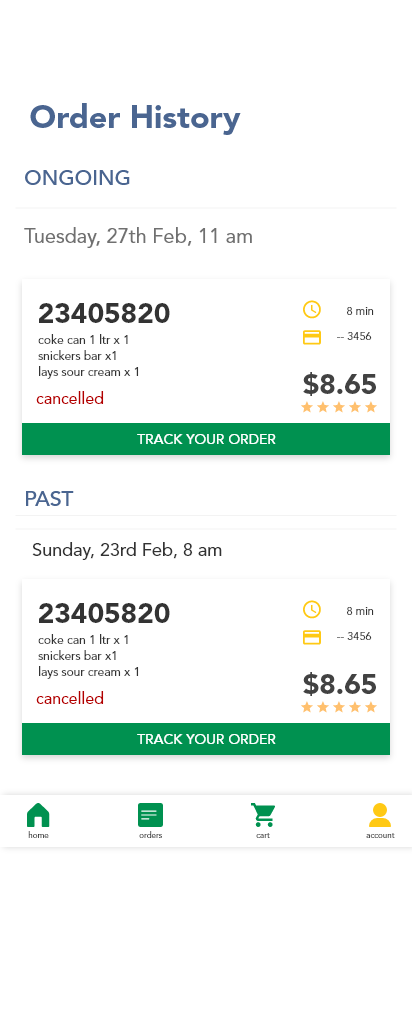 Order History
ONGOING
Tuesday, 27th Feb, 11 am
23405820
8 min
coke can 1 ltr x 1
-- 3456
snickers bar x1
lays sour cream x 1
$8.65
cancelled
TRACK YOUR ORDER
PAST
Sunday, 23rd Feb, 8 am
23405820
8 min
coke can 1 ltr x 1
-- 3456
snickers bar x1
lays sour cream x 1
$8.65
cancelled
TRACK YOUR ORDER
home orders cart account